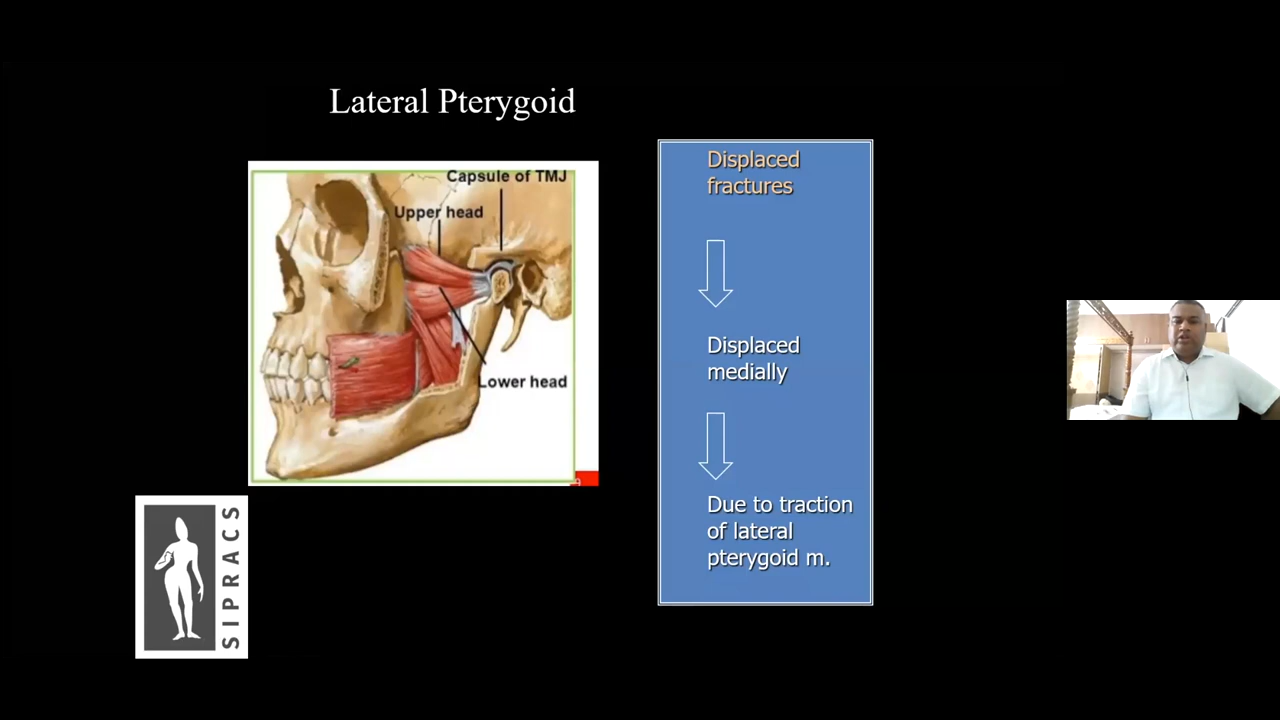 Lateral Pterygoid
Capsule of TMJ
Upper head
Lower head
Displaced
fractures
Displaced
medially
Due to traction
of lateral
pterygoid m.
SIPRACS